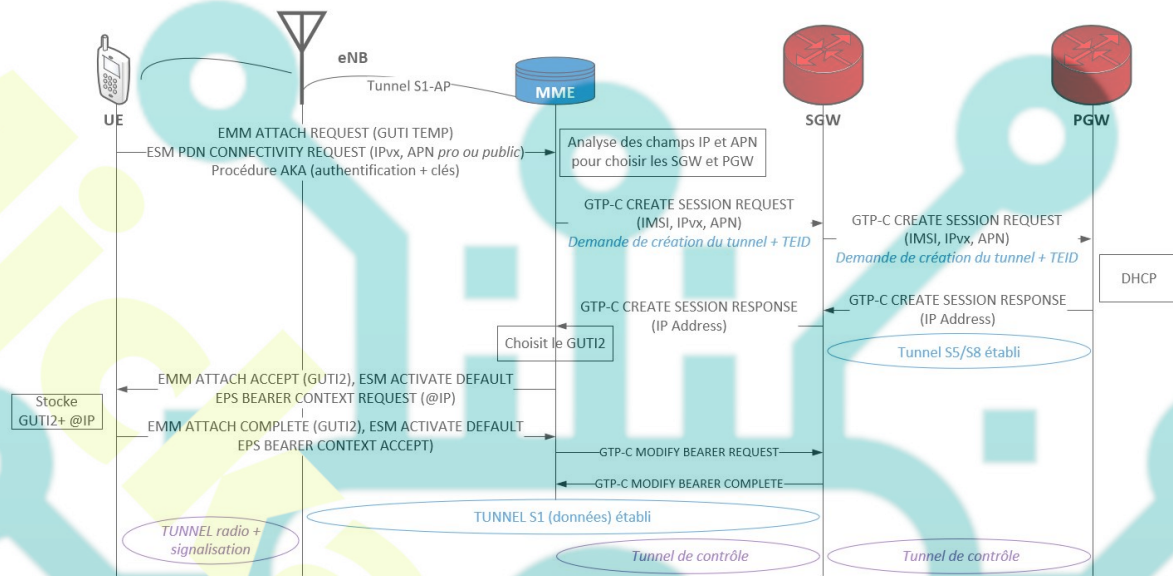 eNB
Tunnel S1-AP
UE
MME
SGW
PGW
EMM ATTACH REQUEST (GUTI TEMP)
ESM PDN CONNECTIVITY REQUEST (IPvx, APN pro ou public)
Procédure AKA (authentification + clés)
Analyse des champs IP et APN
pour choisir les SGW et PGW
GTP-C CREATE SESSION REQUEST
(IMSI, IPvx, APN)
Demande de création du tunnel + TEID
GTP-C CREATE SESSION REQUEST
(IMSI, IPvx, APN)
Demande de création du tunnel + TEID
DHCP
GTP-C CREATE SESSION RESPONSE
(IP Address)
GTP-C CREATE SESSION RESPONSE
(IP Address)
Choisit le GUTI2
Tunnel S5/S8 établi
EMM ATTACH ACCEPT (GUTI2), ESM ACTIVATE DEFAULT
EPS BEARER CONTEXT REQUEST (@IP)
Stocke
GUTI2+ @IP
EMM ATTACH COMPLETE (GUTI2), ESM ACTIVATE DEFAULT
EPS BEARER CONTEXT ACCEPT)
GTP-C MODIFY BEARER REQUEST
GTP-C MODIFY BEARER COMPLETE
TUNNEL S1 (données) établi
TUNNEL radio +
signalisation
Tunnel de contrôle
Tunnel de contrôle